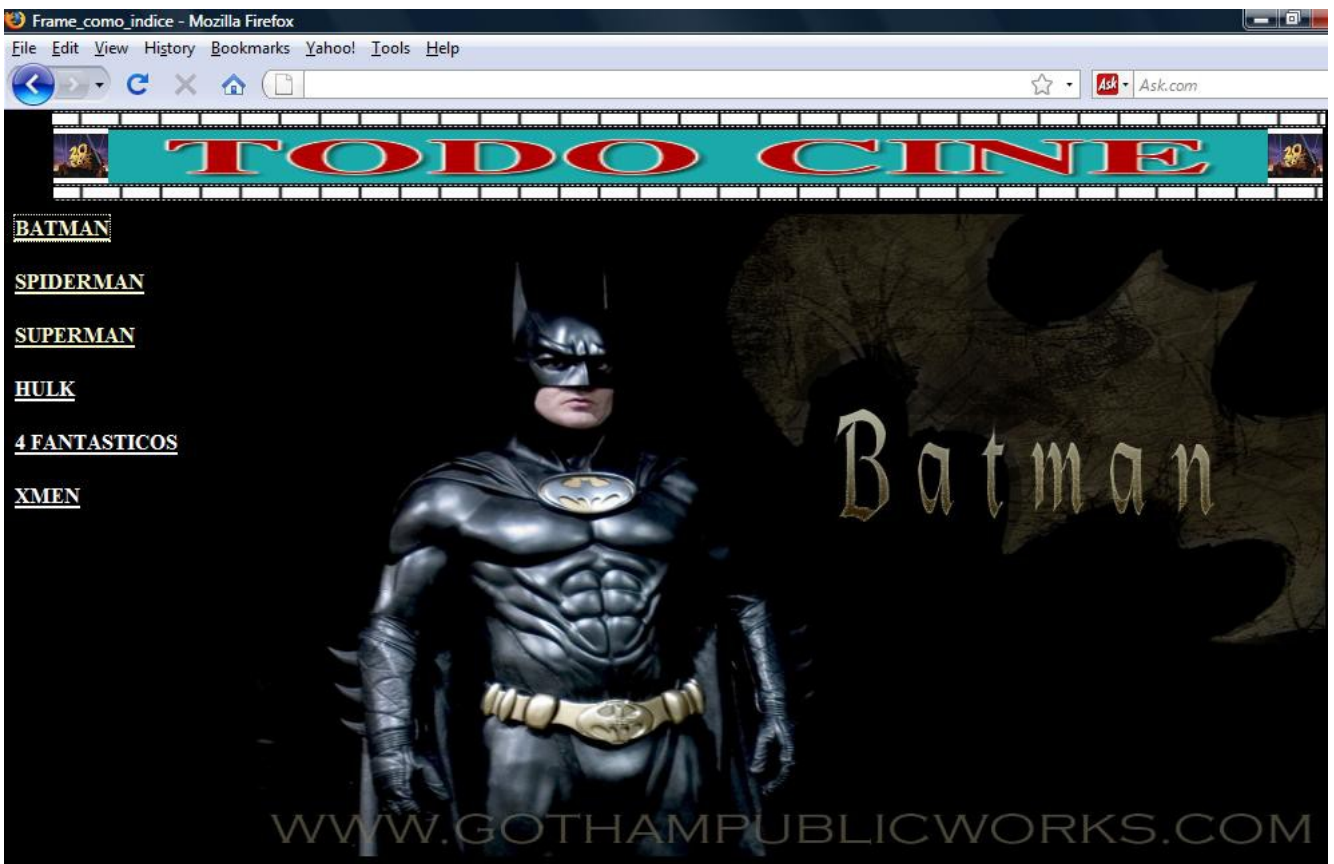 Frame_como_indice - Mozilla Firefox
File Edit View History Bookmarks Yahoo! Tools Help
Ask Ask.com
TODO CINE
BATMAN
SPIDERMAN
SUPERMAN
HULK
4 FANTASTICOS
XMEN
Batman
WWW.GOTHAMPUBLICWORKS.COM